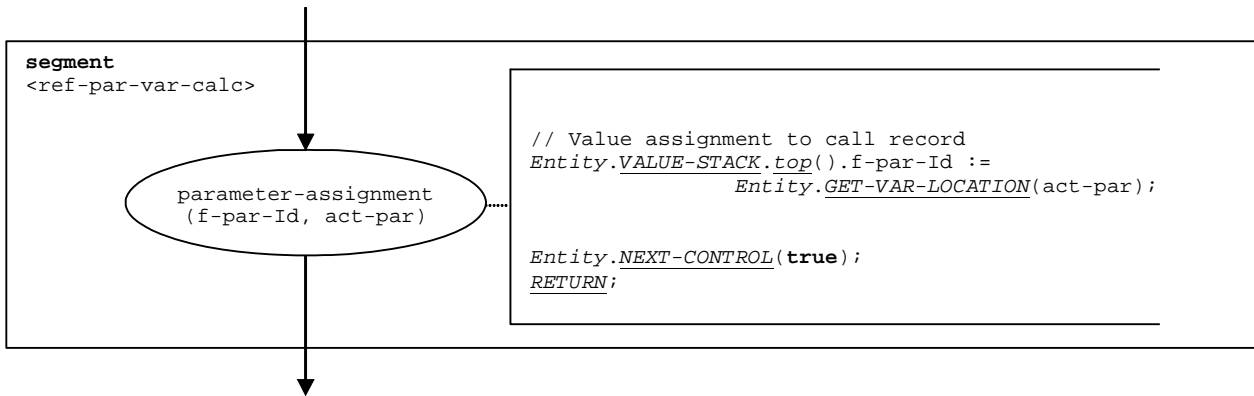 segment
<ref-par-var-calc>
parameter-assignment
(f-par-Id, act-par)
// Value assignment to call record
Entity.VALUE-STACK.top().f-par-Id :=
Entity.GET-VAR-LOCATION(act-par);
Entity.NEXT-CONTROL(true);
RETURN;